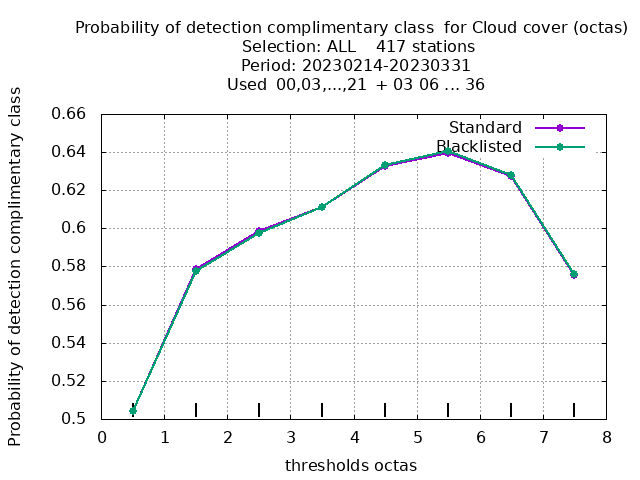 Probability of detection complimentary class  for Cloud cover (octas)
Selection: ALL    417 stations
Period: 20230214-20230331
Used  00,03,...,21  + 03 06 ... 36
Probability of detection complimentary class
0.66
0.64
0.62
0.6
0.58
0.56
0.54
0.52
0.5
Standard
Blacklisted
0 1 2 3 4 5 6 7 8
thresholds octas